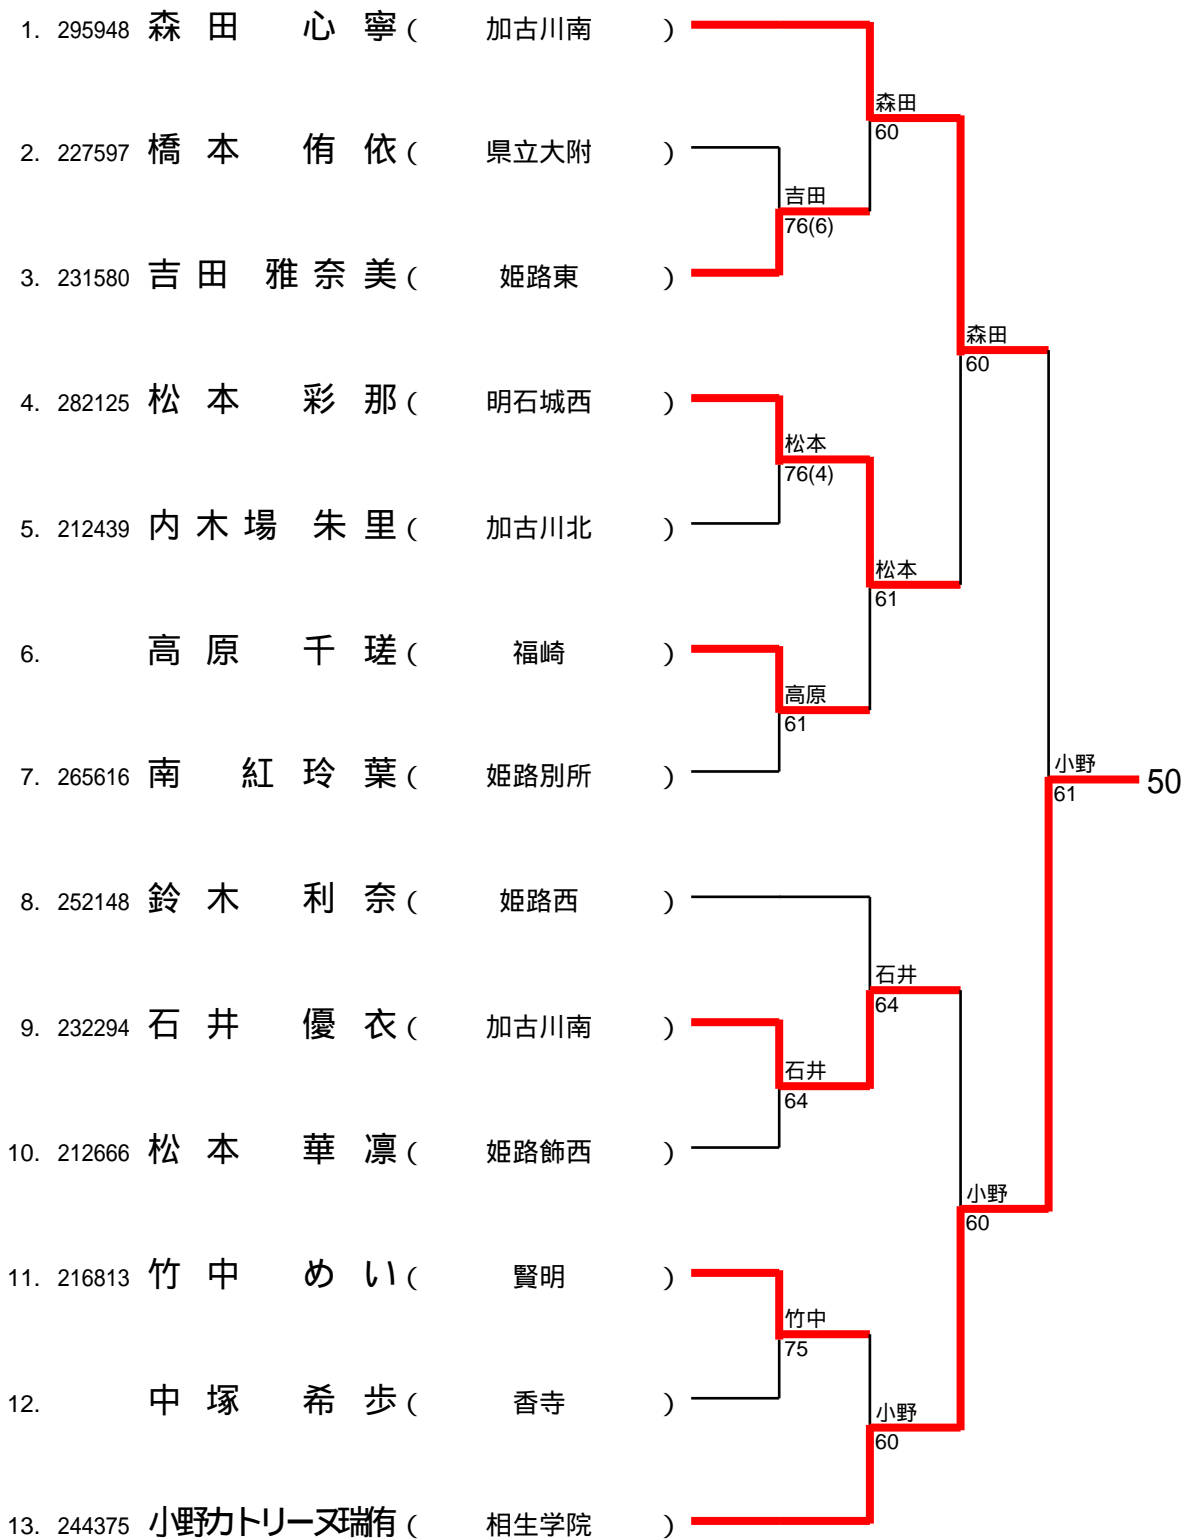 1. 295948 森田 心寧 ( 加古川南 )
森田
60
2. 227597 橋本 侑依 ( 県立大附 )
吉田
76(6)
3. 231580 吉田 雅奈美 ( 姫路東 )
森田
60
4. 282125 松本 彩那 ( 明石城西 )
松本
76(4)
5. 212439 内木場 朱里 ( 加古川北 )
松本
61
6. 高原 千瑳 ( 福崎 )
高原
61
7. 265616 南 紅玲葉 ( 姫路別所 )
小野
61
50
8. 252148 鈴木 利奈 ( 姫路西 )
石井
64
9. 232294 石井 優衣 ( 加古川南 )
石井
64
10. 212666 松本 華凛 ( 姫路飾西 )
小野
60
11. 216813 竹中 めい ( 賢明 )
竹中
75
12. 中塚 希歩 ( 香寺 )
小野
60
13. 244375 小野カトリーヌ瑞侑 ( 相生学院 )